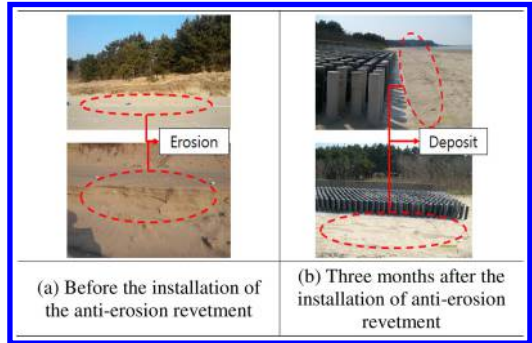 Erosion
Deposit
(a) Before the installation of
the anti-erosion revetment
(b) Three months after the
installation of anti-erosion
revetment